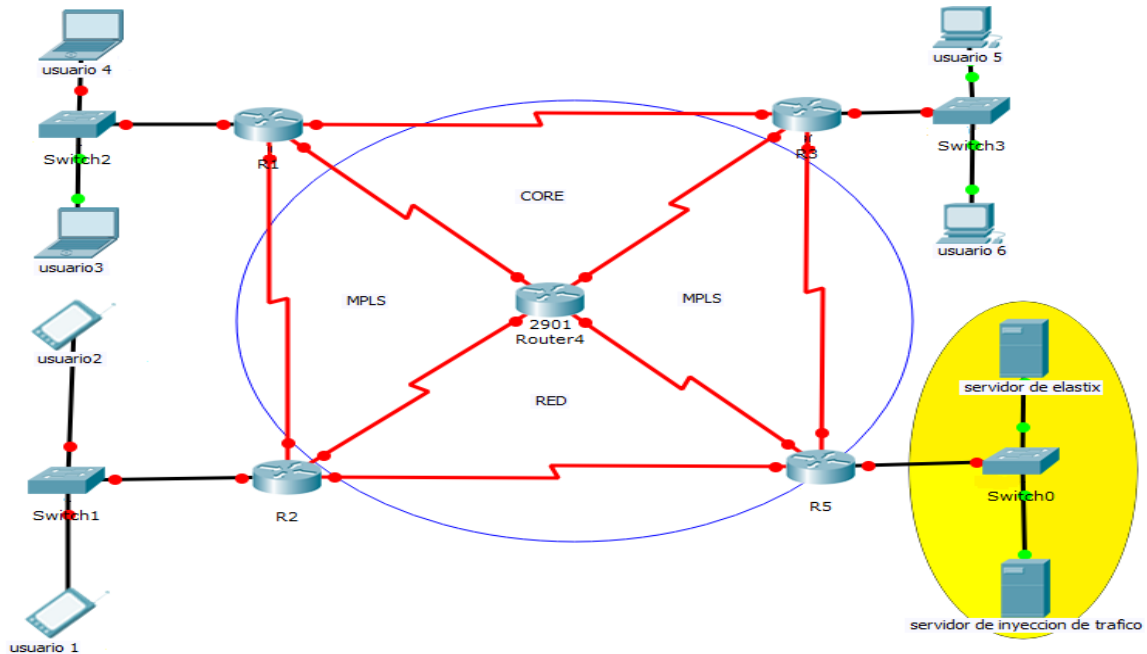 usuario 4
Switch2
usuario3
R1
usuario2
Switch1
usuario 1
R2
CORE
MPLS
MPLS
2901
Router4
RED
R3
usuario 5
Switch3
usuario 6
R5
servidor de elastix
Switch0
servidor de inyeccion de trafico